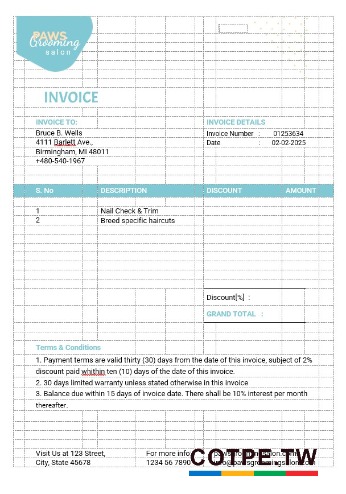 PAWS
Grooming
salon
INVOICE
INVOICE TO:
Bruce B. Wells
4111 Barlett Ave.,
Birmingham, MI 48011
+480-540-1967
INVOICE DETAILS
Invoice Number : 01253634
Date : 02-02-2025
S. No DESCRIPTION DISCOUNT AMOUNT
1 Nail Check & Trim
2 Breed specific haircuts
Discount[%] :
GRAND TOTAL :
Terms & Conditions
1. Payment terms are valid thirty (30) days from the date of this invoice, subject of 2%
discount paid whithin ten (10) days of the date of this invoice.
2. 30 days limited warranty unless stated otherwise in this invoice
3. Balance due within 15 days of invoice date. There shall be 10% interest per month
thereafter.
Visit Us at 123 Street,
City, State 45678
For more info
1234 56 7890
COTPE.TW